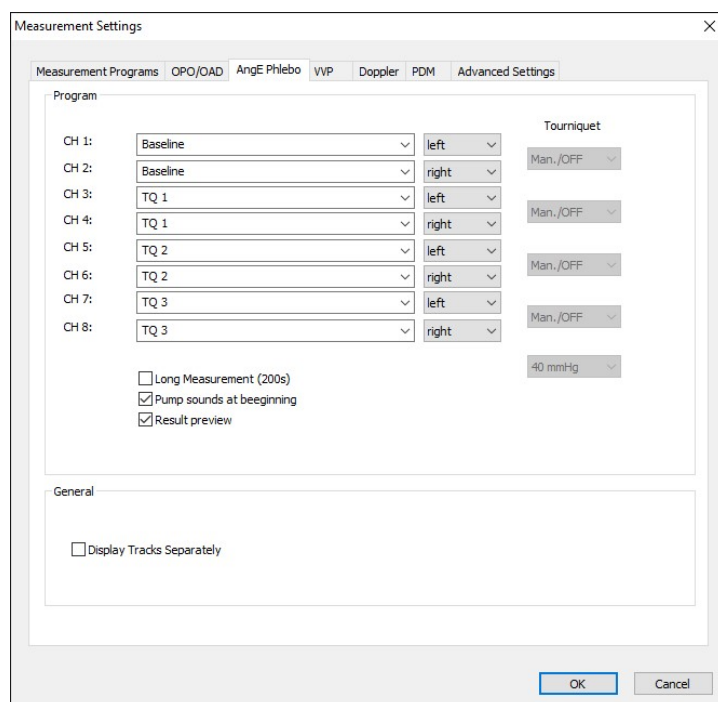 Measurement Settings
Measurement Programs OPO/OAD AngE Phlebo VVP Doppler PDM Advanced Settings
Program
Tourniquet
CH 1: Baseline left
Man./OFF
CH 2: Baseline right
CH 3: TQ 1 left
Man./OFF
CH 4: TQ 1 right
CH 5: TQ 2 left
Man./OFF
CH 6: TQ 2 right
CH 7: TQ 3 left
Man./OFF
CH 8: TQ 3 right
40 mmHg
Long Measurement (200s)
Pump sounds at beeginning
Result preview
General
Display Tracks Separately
OK Cancel